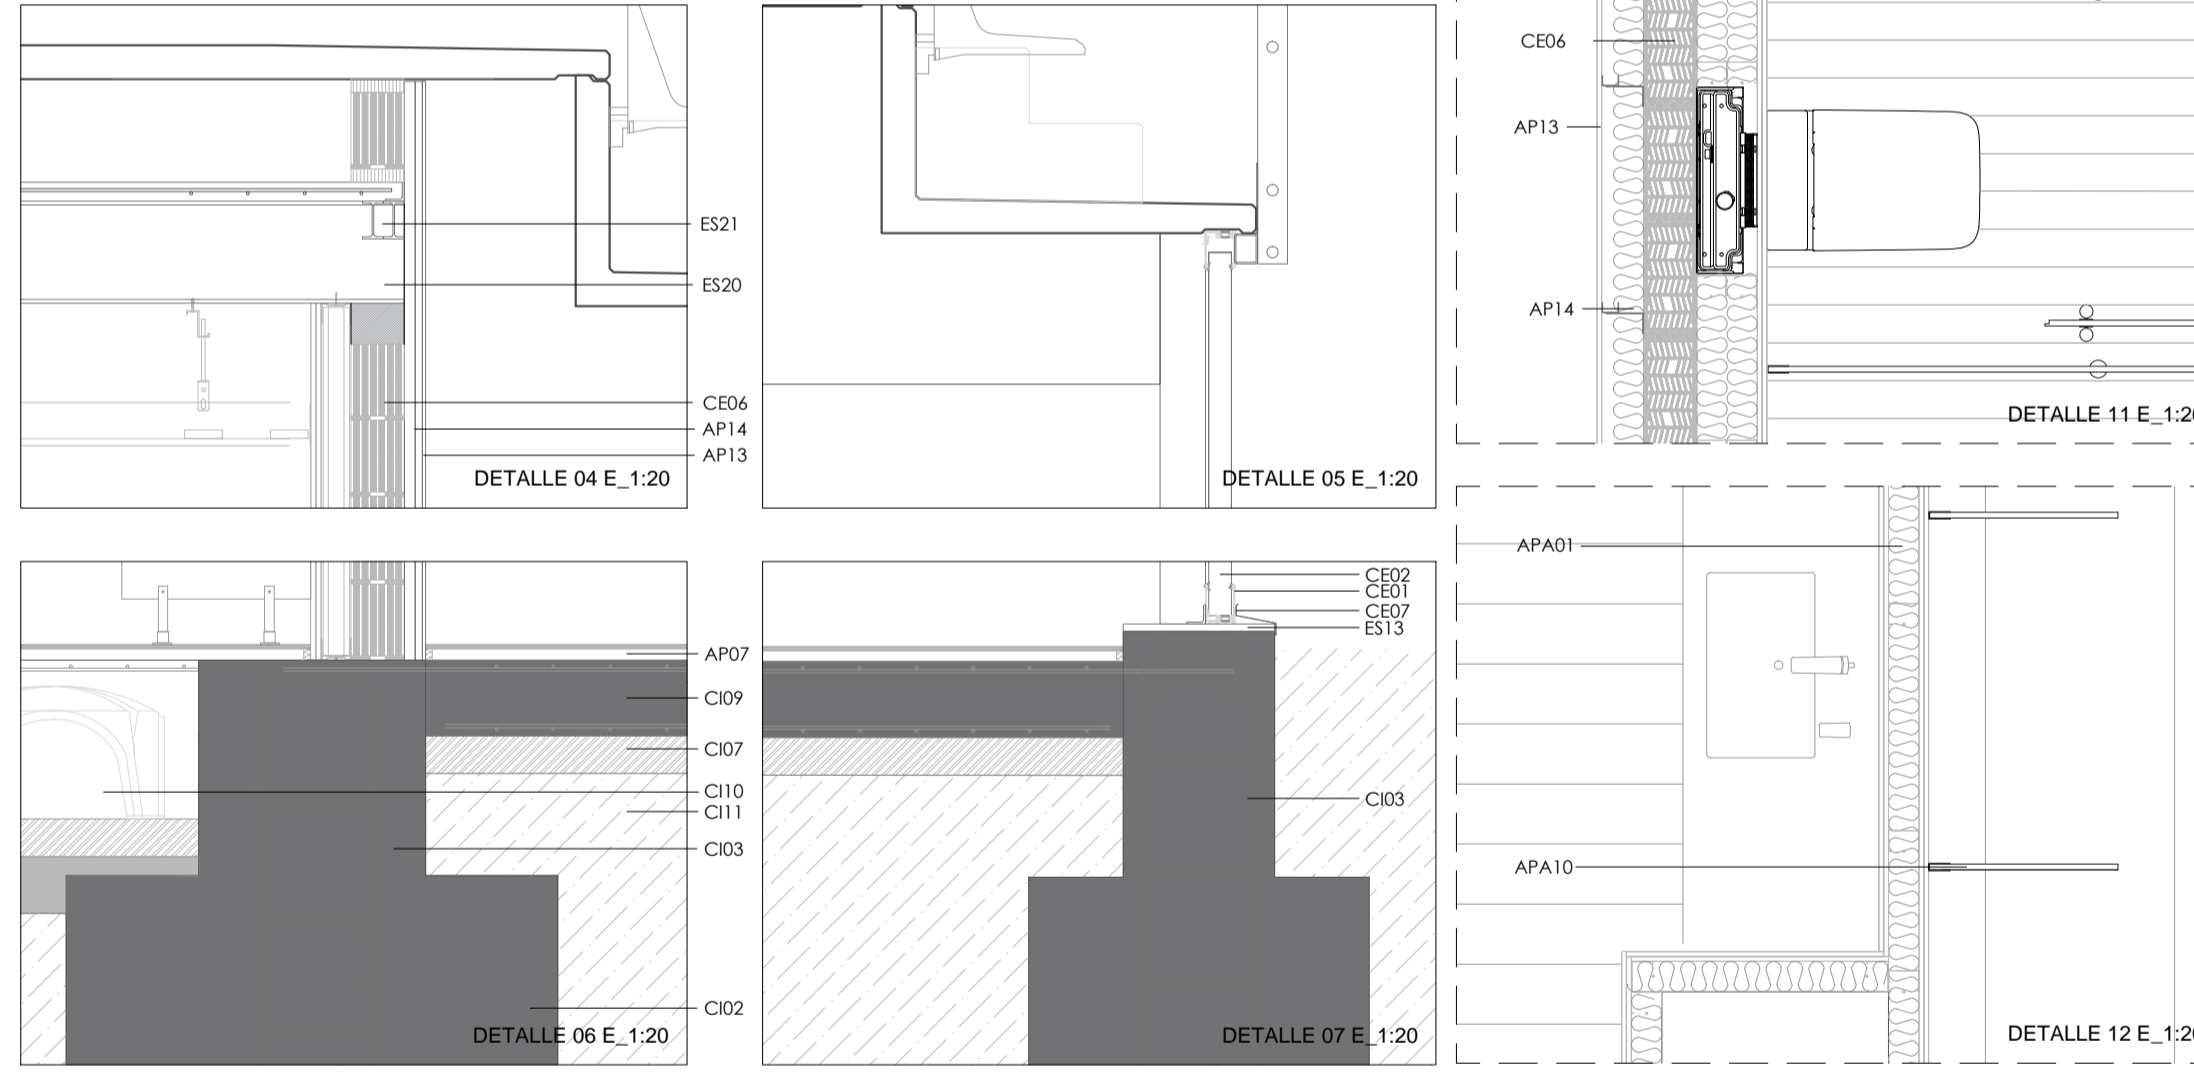 ES21
ES20
CE06
AP14
AP13
DETALLE 04 E_1:20
DETALLE 05 E_1:20
CE06
AP13
AP14
DETALLE 11 E_1:20
AP07
CI09
CI07
CI10
CI11
CI03
CI02
DETALLE 06 E_1:20
CE02
CE01
CE07
ES13
CI03
DETALLE 07 E_1:20
APA01
APA10
DETALLE 12 E_1:20